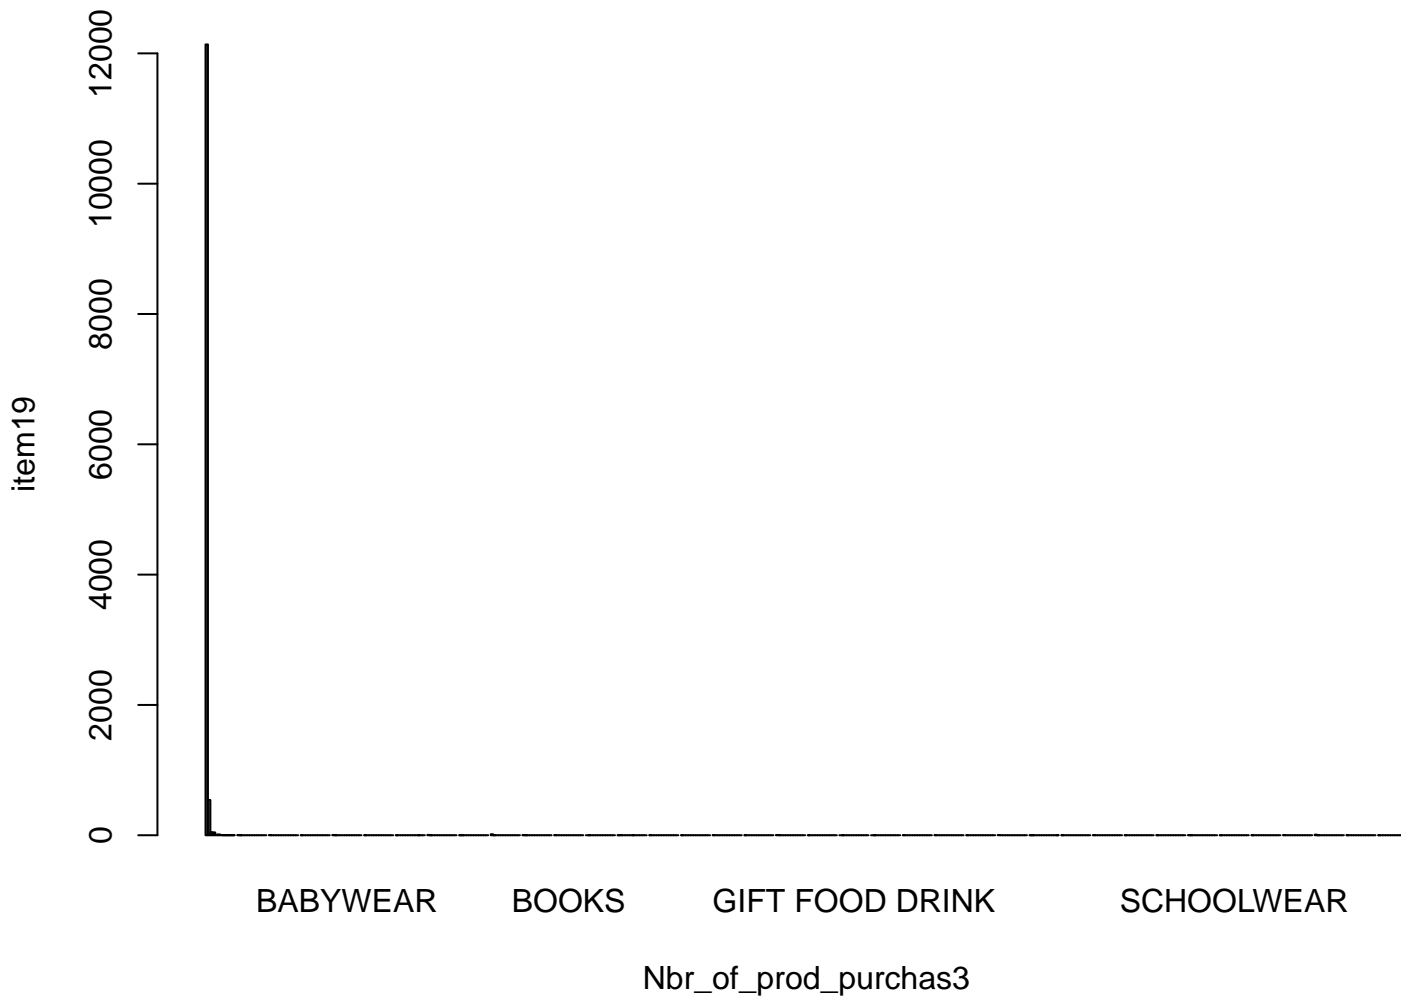 12000
10000
8000
6000
4000
2000
0
item19
BABYWEAR BOOKS GIFT FOOD DRINK SCHOOLWEAR
Nbr_of_prod_purchas3